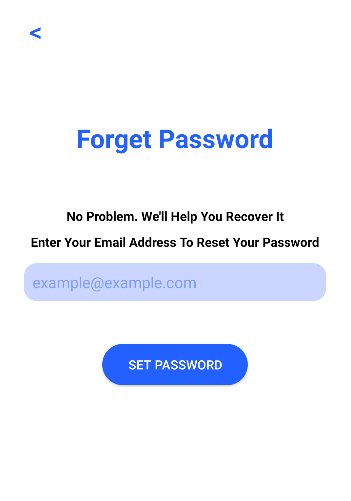 <
Forget Password
No Problem. We'll Help You Recover It
Enter Your Email Address To Reset Your Password
example@example.com
SET PASSWORD